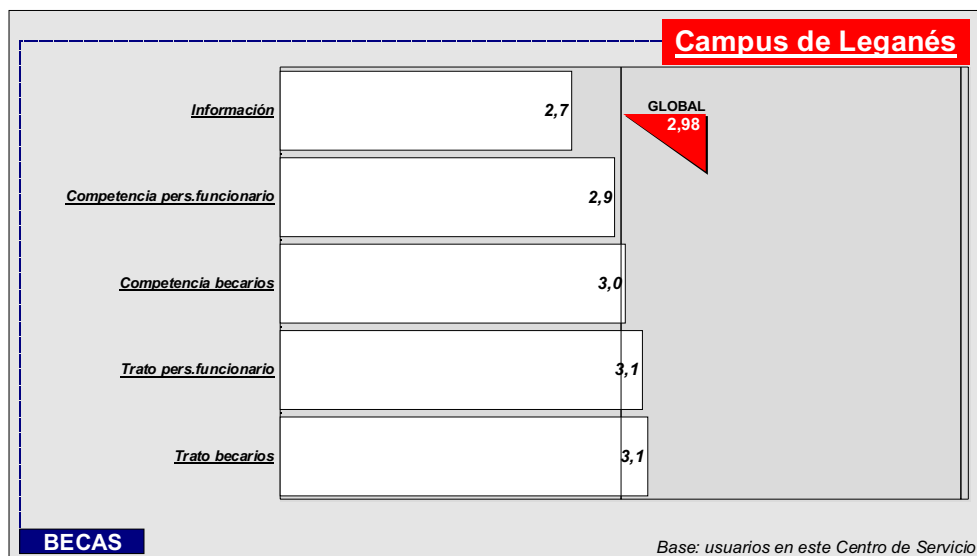 Campus de Leganés
Información
2,7
GLOBAL
2,98
Competencia pers.funcionario
2,9
Competencia becarios
3,0
Trato pers.funcionario
3,1
Trato becarios
3,1
BECAS
Base: usuarios en este Centro de Servicio